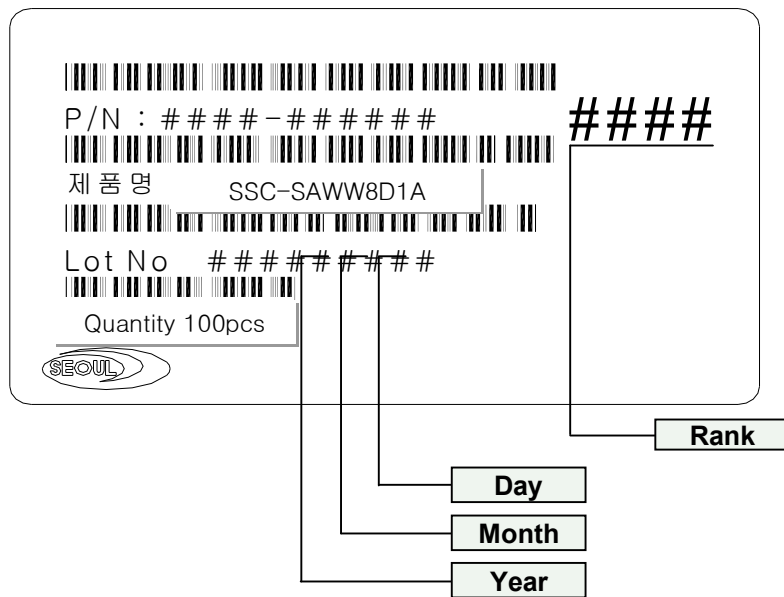 P/N : ####-######
####
제 품 명 SSC-SAWW8D1A
Lot No #########
Quantity 100pcs
SEOUL
Rank
Day
Month
Year